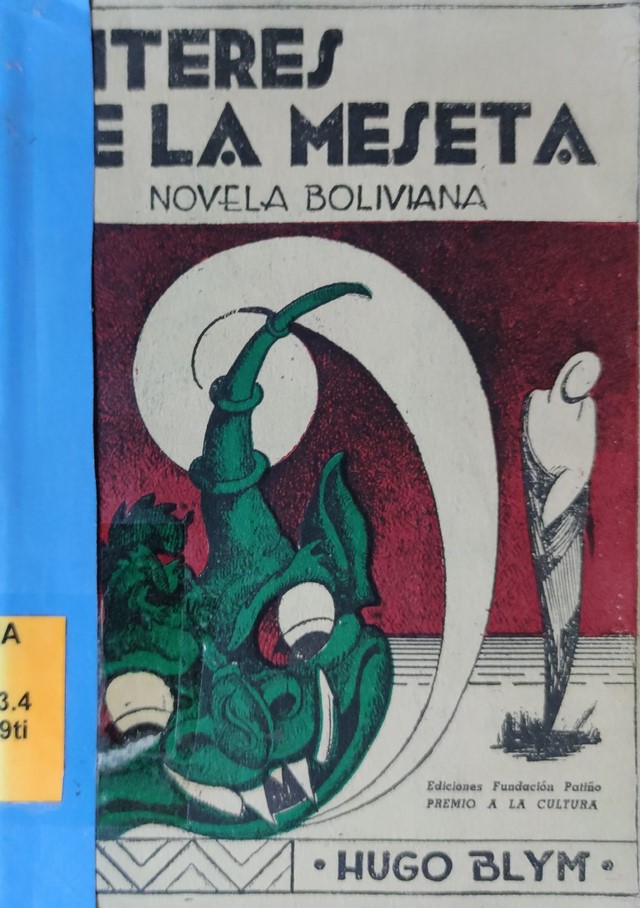 ITERES
E LA MESETA
NOVELA BOLIVIANA
A
3.4
9ti
Ediciones Fundación Patiño
PREMIO A LA CULTURA
• HUGO BLYM •